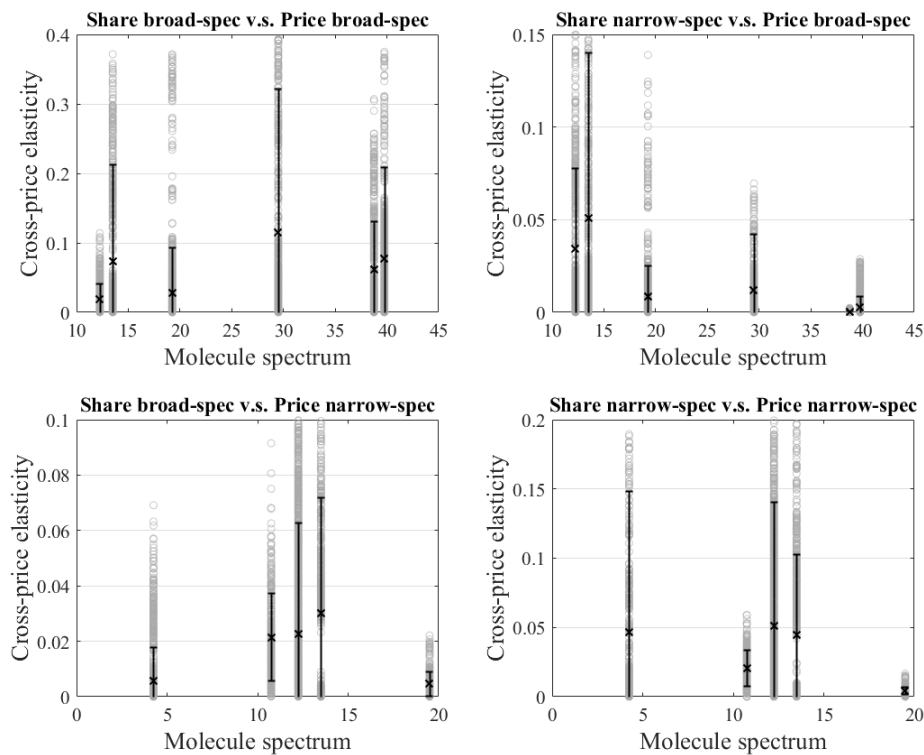 Share broad-spec v.s. Price broad-spec
0.4
0.3
0.2
0.1
0
Cross-price elasticity
10 15 20 25 30 35 40 45
Molecule spectrum
Share narrow-spec v.s. Price broad-spec
0.15
0.1
0.05
0
Cross-price elasticity
10 15 20 25 30 35 40 45
Molecule spectrum
Share broad-spec v.s. Price narrow-spec
0.1
0.08
0.06
0.04
0.02
0
Cross-price elasticity
0 5 10 15 20
Molecule spectrum
Share narrow-spec v.s. Price narrow-spec
0.2
0.15
0.1
0.05
0
Cross-price elasticity
0 5 10 15 20
Molecule spectrum